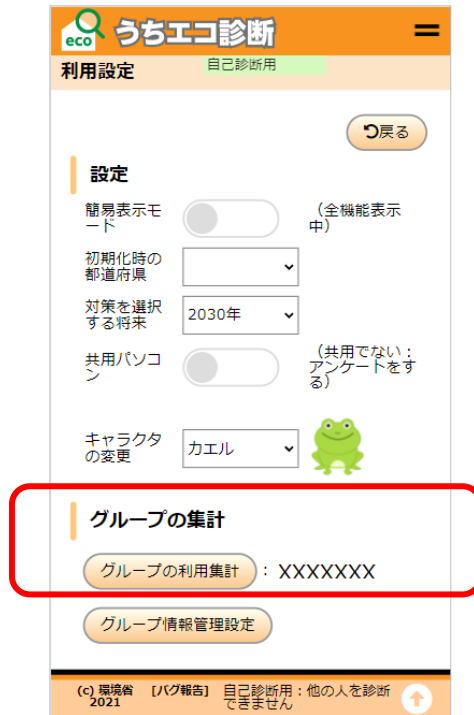 eco うちエコ診断
利用設定 自己診断用
戻る
設定
簡易表示モ
ード
（全機能表示
中）
初期化時の
都道府県
対策を選択
する将来
2030年
共用パソコ
ン
（共用でない：
アンケートをす
る）
キャラクタ
の変更
カエル
グループの集計
グループの利用集計 ： XXXXXXX
グループ情報管理設定
(c) 環境省
2021
[バグ報告]
自己診断用：他の人を診断
できません